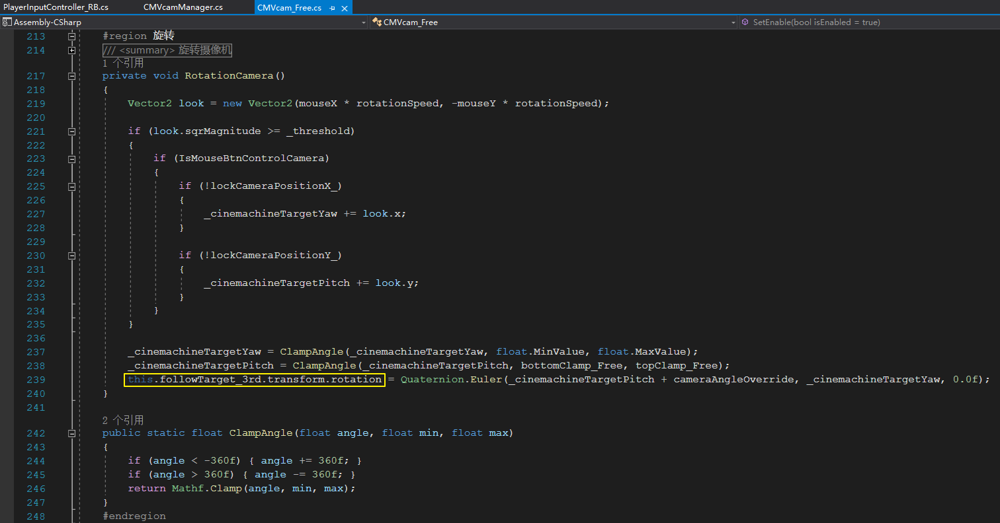 PlayerInputController_RB.cs CMVcamManager.cs CMVcam_Free.cs
Assembly-CSharp CMVcam_Free SetEnable(bool isEnabled = true)
213 #region 旋转
214 /// <summary> 旋转摄像机
1 个引用
217 private void RotationCamera()
218 {
219 Vector2 look = new Vector2(mouseX * rotationSpeed, -mouseY * rotationSpeed);
220
221 if (look.sqrMagnitude >= _threshold)
222 {
223 if (IsMouseBtnControlCamera)
224 {
225 if (!lockCameraPositionX_)
226 {
227 _cinemachineTargetYaw += look.x;
228 }
229
230 if (!lockCameraPositionY_)
231 {
232 _cinemachineTargetPitch += look.y;
233 }
234 }
235 }
236
237 _cinemachineTargetYaw = ClampAngle(_cinemachineTargetYaw, float.MinValue, float.MaxValue);
238 _cinemachineTargetPitch = ClampAngle(_cinemachineTargetPitch, bottomClamp_Free, topClamp_Free);
239 this.followTarget_3rd.transform.rotation = Quaternion.Euler(_cinemachineTargetPitch + cameraAngleOverride, _cinemachineTargetYaw, 0.0f);
240 }
241
2 个引用
242 public static float ClampAngle(float angle, float min, float max)
243 {
244 if (angle < -360f) { angle += 360f; }
245 if (angle > 360f) { angle -= 360f; }
246 return Mathf.Clamp(angle, min, max);
247 }
248 #endregion